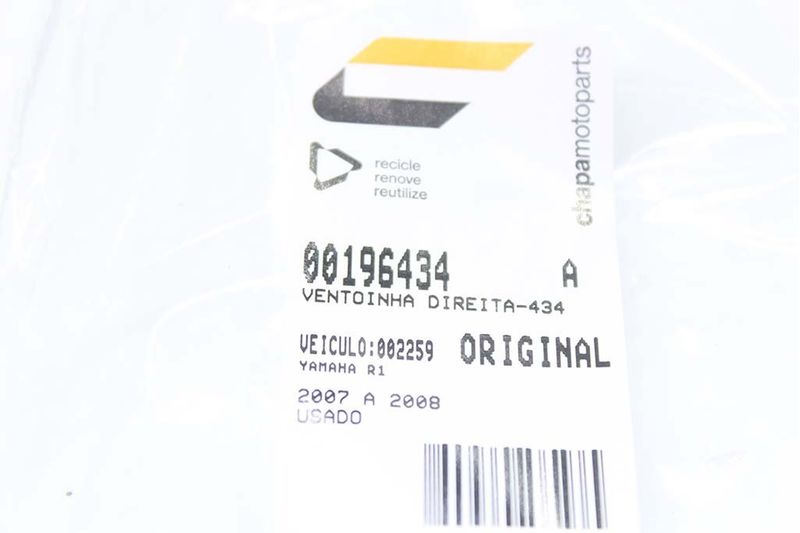 chapamotoparts
recicle
renove
reutilize
00196434 A
VENTOINHA DIREITA-434
VEICULO:002259 ORIGINAL
YAMAHA R1
2007 A 2008
USADO